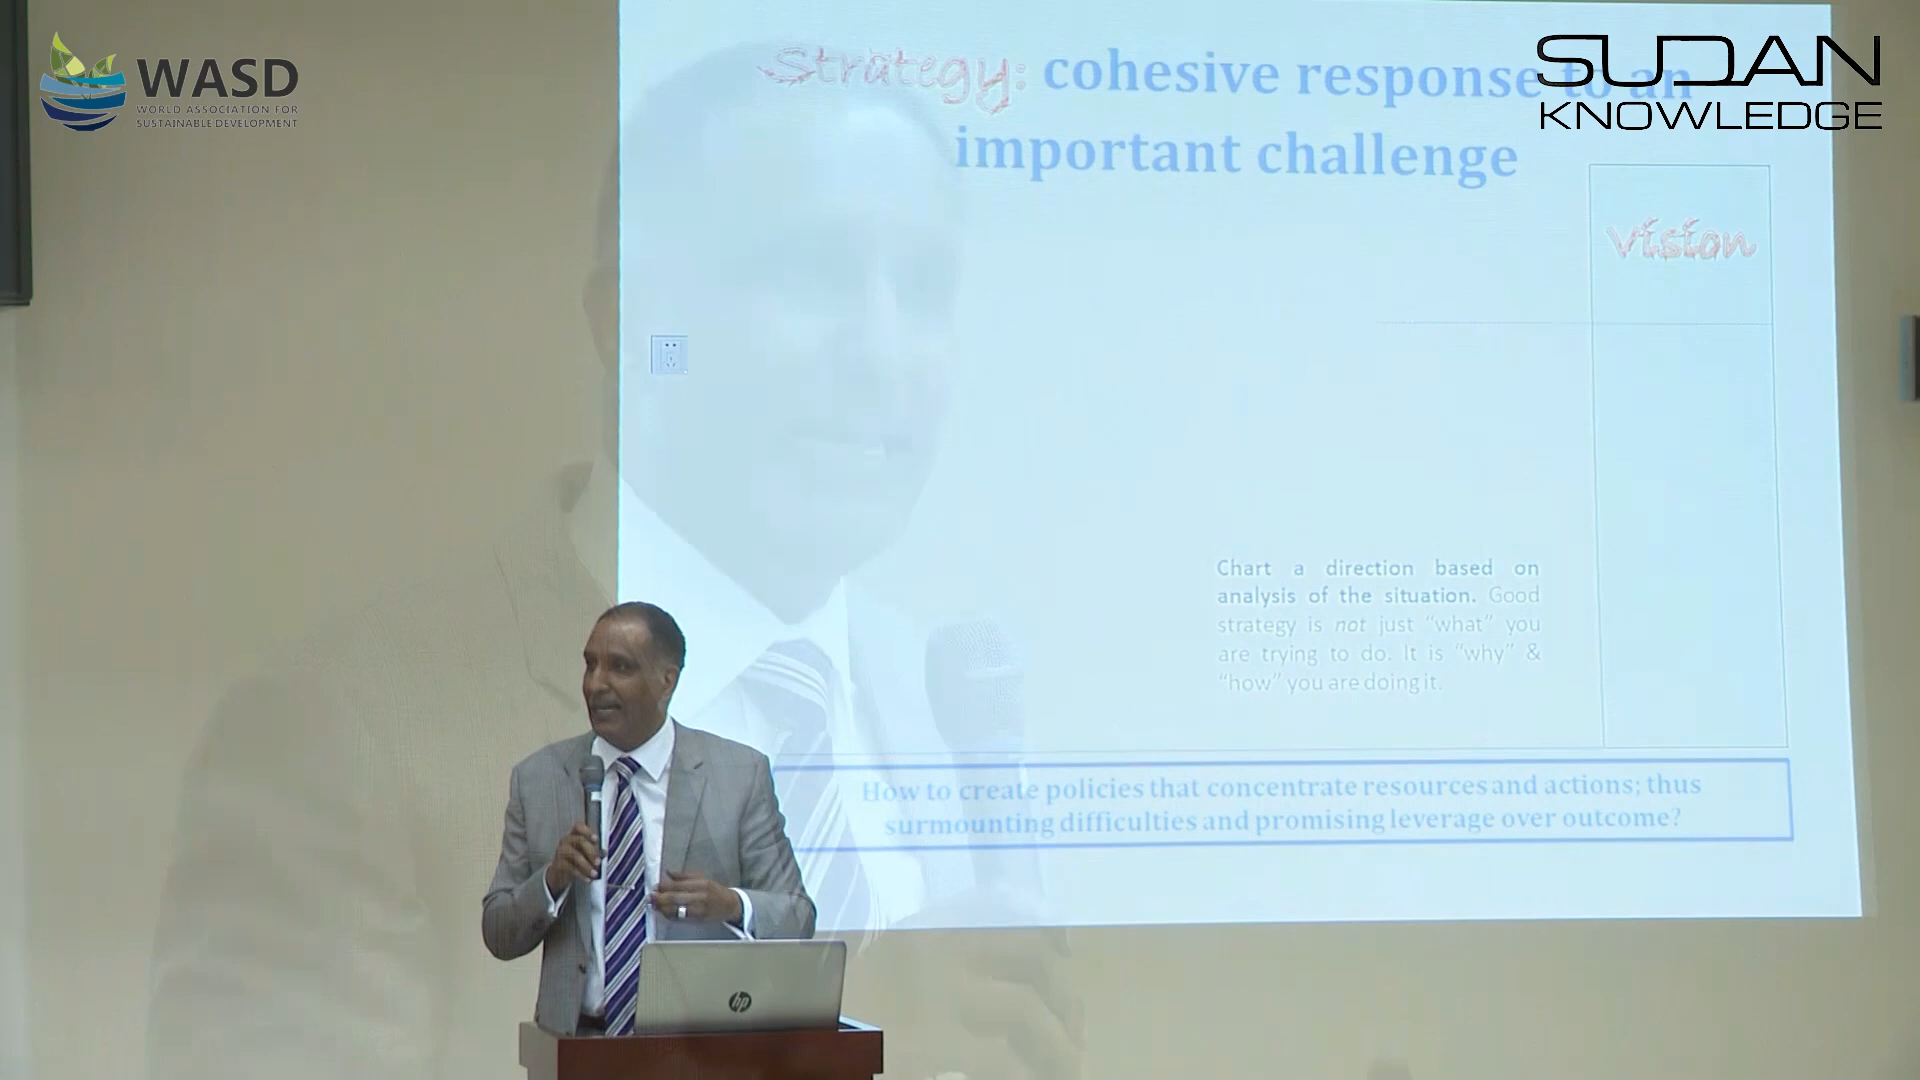 WASD
WORLD ASSOCIATION FOR
SUSTAINABLE DEVELOPMENT
SUDAN
KNOWLEDGE
Strategy: cohesive response to an
important challenge
Vision
Chart a direction based on
analysis of the situation. Good
strategy is not just "what" you
are trying to do. It is "why" &
"how" you are doing it.
How to create policies that concentrate resources and actions; thus
surmounting difficulties and promising leverage over outcome?
hp